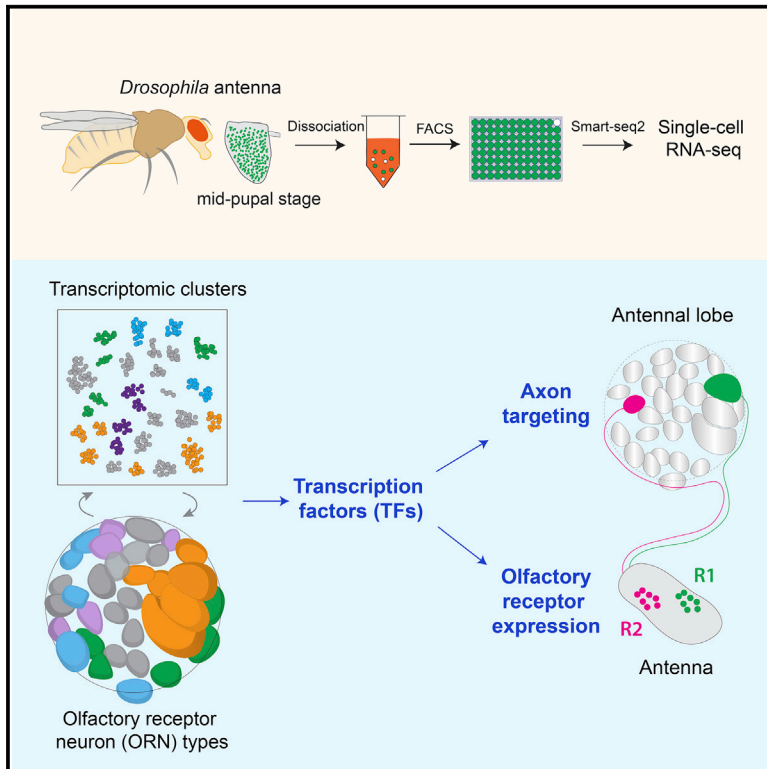 Drosophila antenna
Dissociation
FACS
Smart-seq2
Single-cell
RNA-seq
mid-pupal stage
Transcriptomic clusters
Antennal lobe
Axon
targeting
Transcription
factors (TFs)
Olfactory
receptor
expression
R1
R2
Antenna
Olfactory receptor
neuron (ORN) types